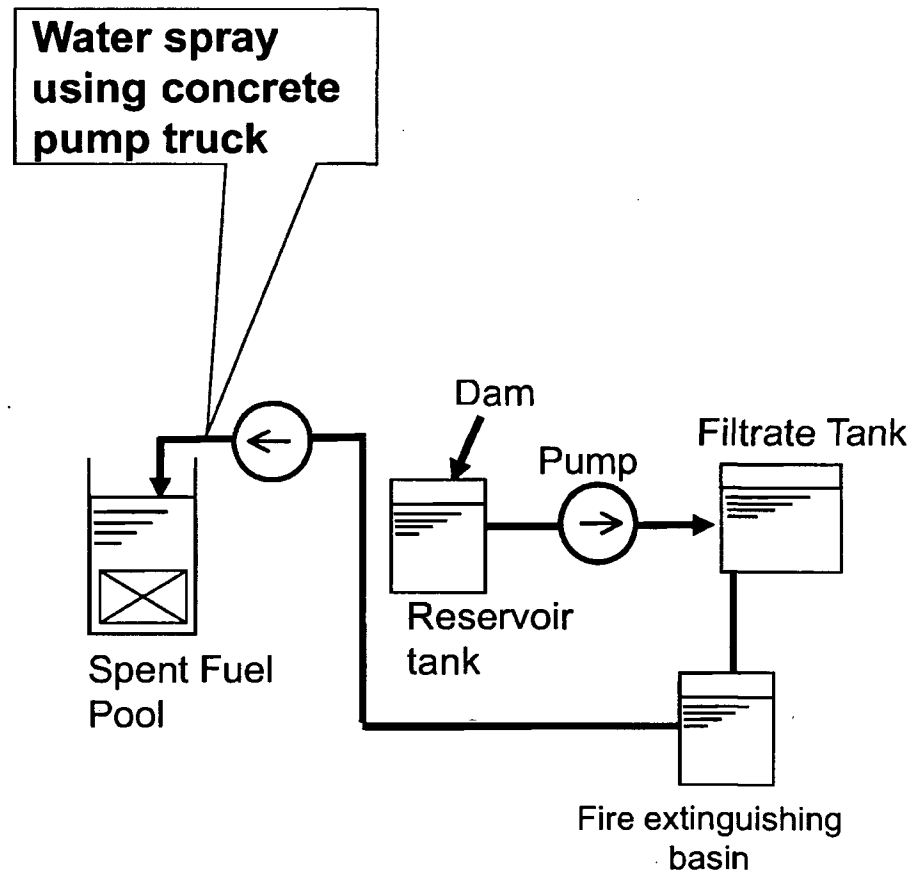 Water spray
using concrete
pump truck
Dam
Pump
Filtrate Tank
Reservoir
tank
Spent Fuel
Pool
Fire extinguishing
basin